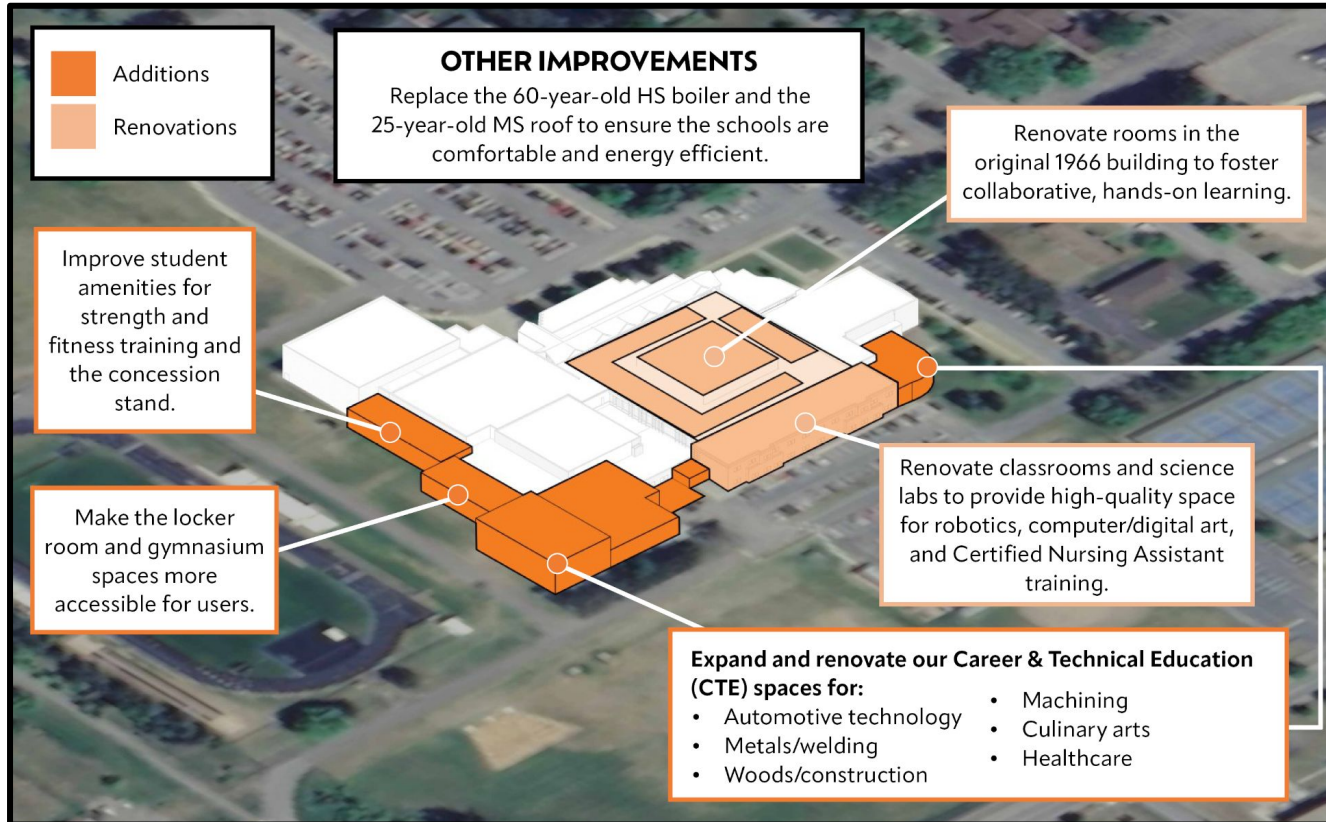 Additions
Renovations
OTHER IMPROVEMENTS
Replace the 60-year-old HS boiler and the
25-year-old MS roof to ensure the schools are
comfortable and energy efficient.
Renovate rooms in the
original 1966 building to foster
collaborative, hands-on learning.
Improve student
amenities for
strength and
fitness training and
the concession
stand.
Make the locker
room and gymnasium
spaces more
accessible for users.
Renovate classrooms and science
labs to provide high-quality space
for robotics, computer/digital art,
and Certified Nursing Assistant
training.
Expand and renovate our Career & Technical Education
(CTE) spaces for:
• Automotive technology
• Metals/welding
• Woods/construction
• Machining
• Culinary arts
• Healthcare